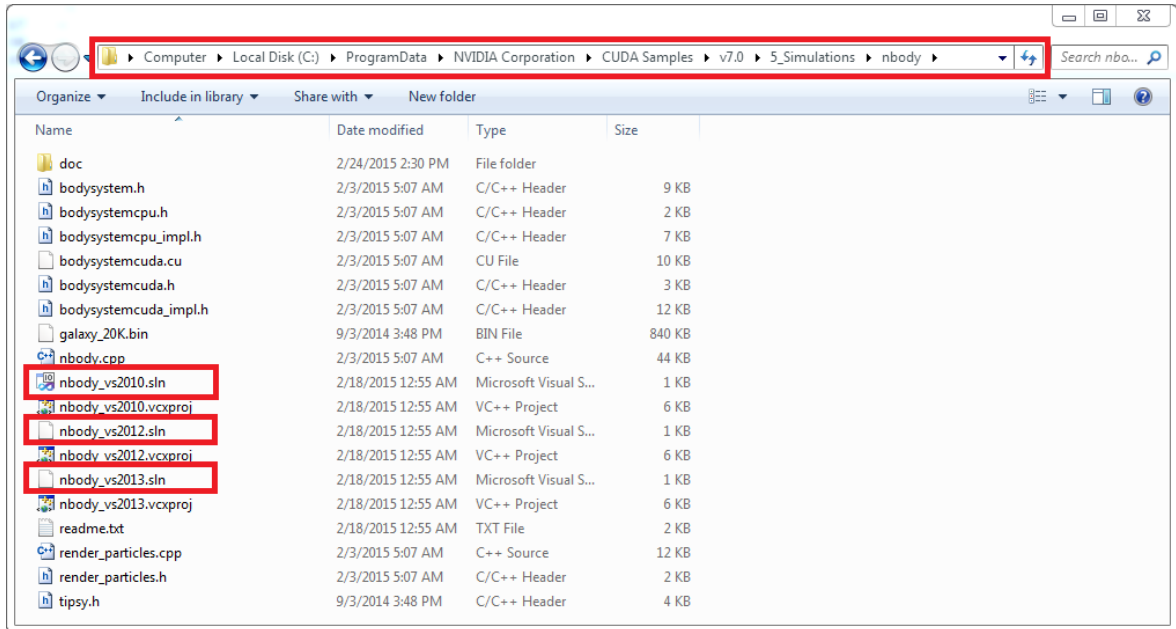 Computer Local Disk (C:) ProgramData NVIDIA Corporation CUDA Samples v7.0 5_Simulations nbody Search nbo...
Organize Include in library Share with New folder
Name Date modified Type Size
doc 2/24/2015 2:30 PM File folder
bodysystem.h 2/3/2015 5:07 AM C/C++ Header 9 KB
bodysystemcpu.h 2/3/2015 5:07 AM C/C++ Header 2 KB
bodysystemcpu_impl.h 2/3/2015 5:07 AM C/C++ Header 7 KB
bodysystemcuda.cu 2/3/2015 5:07 AM CU File 10 KB
bodysystemcuda.h 2/3/2015 5:07 AM C/C++ Header 3 KB
bodysystemcuda_impl.h 2/3/2015 5:07 AM C/C++ Header 12 KB
galaxy_20K.bin 9/3/2014 3:48 PM BIN File 840 KB
nbody.cpp 2/3/2015 5:07 AM C++ Source 44 KB
nbody_vs2010.sln 2/18/2015 12:55 AM Microsoft Visual S... 1 KB
nbody_vs2010.vcxproj 2/18/2015 12:55 AM VC++ Project 6 KB
nbody_vs2012.sln 2/18/2015 12:55 AM Microsoft Visual S... 1 KB
nbody_vs2012.vcxproj 2/18/2015 12:55 AM VC++ Project 6 KB
nbody_vs2013.sln 2/18/2015 12:55 AM Microsoft Visual S... 1 KB
nbody_vs2013.vcxproj 2/18/2015 12:55 AM VC++ Project 6 KB
readme.txt 2/18/2015 12:55 AM TXT File 2 KB
render_particles.cpp 2/3/2015 5:07 AM C++ Source 12 KB
render_particles.h 2/3/2015 5:07 AM C/C++ Header 2 KB
tipsy.h 9/3/2014 3:48 PM C/C++ Header 4 KB